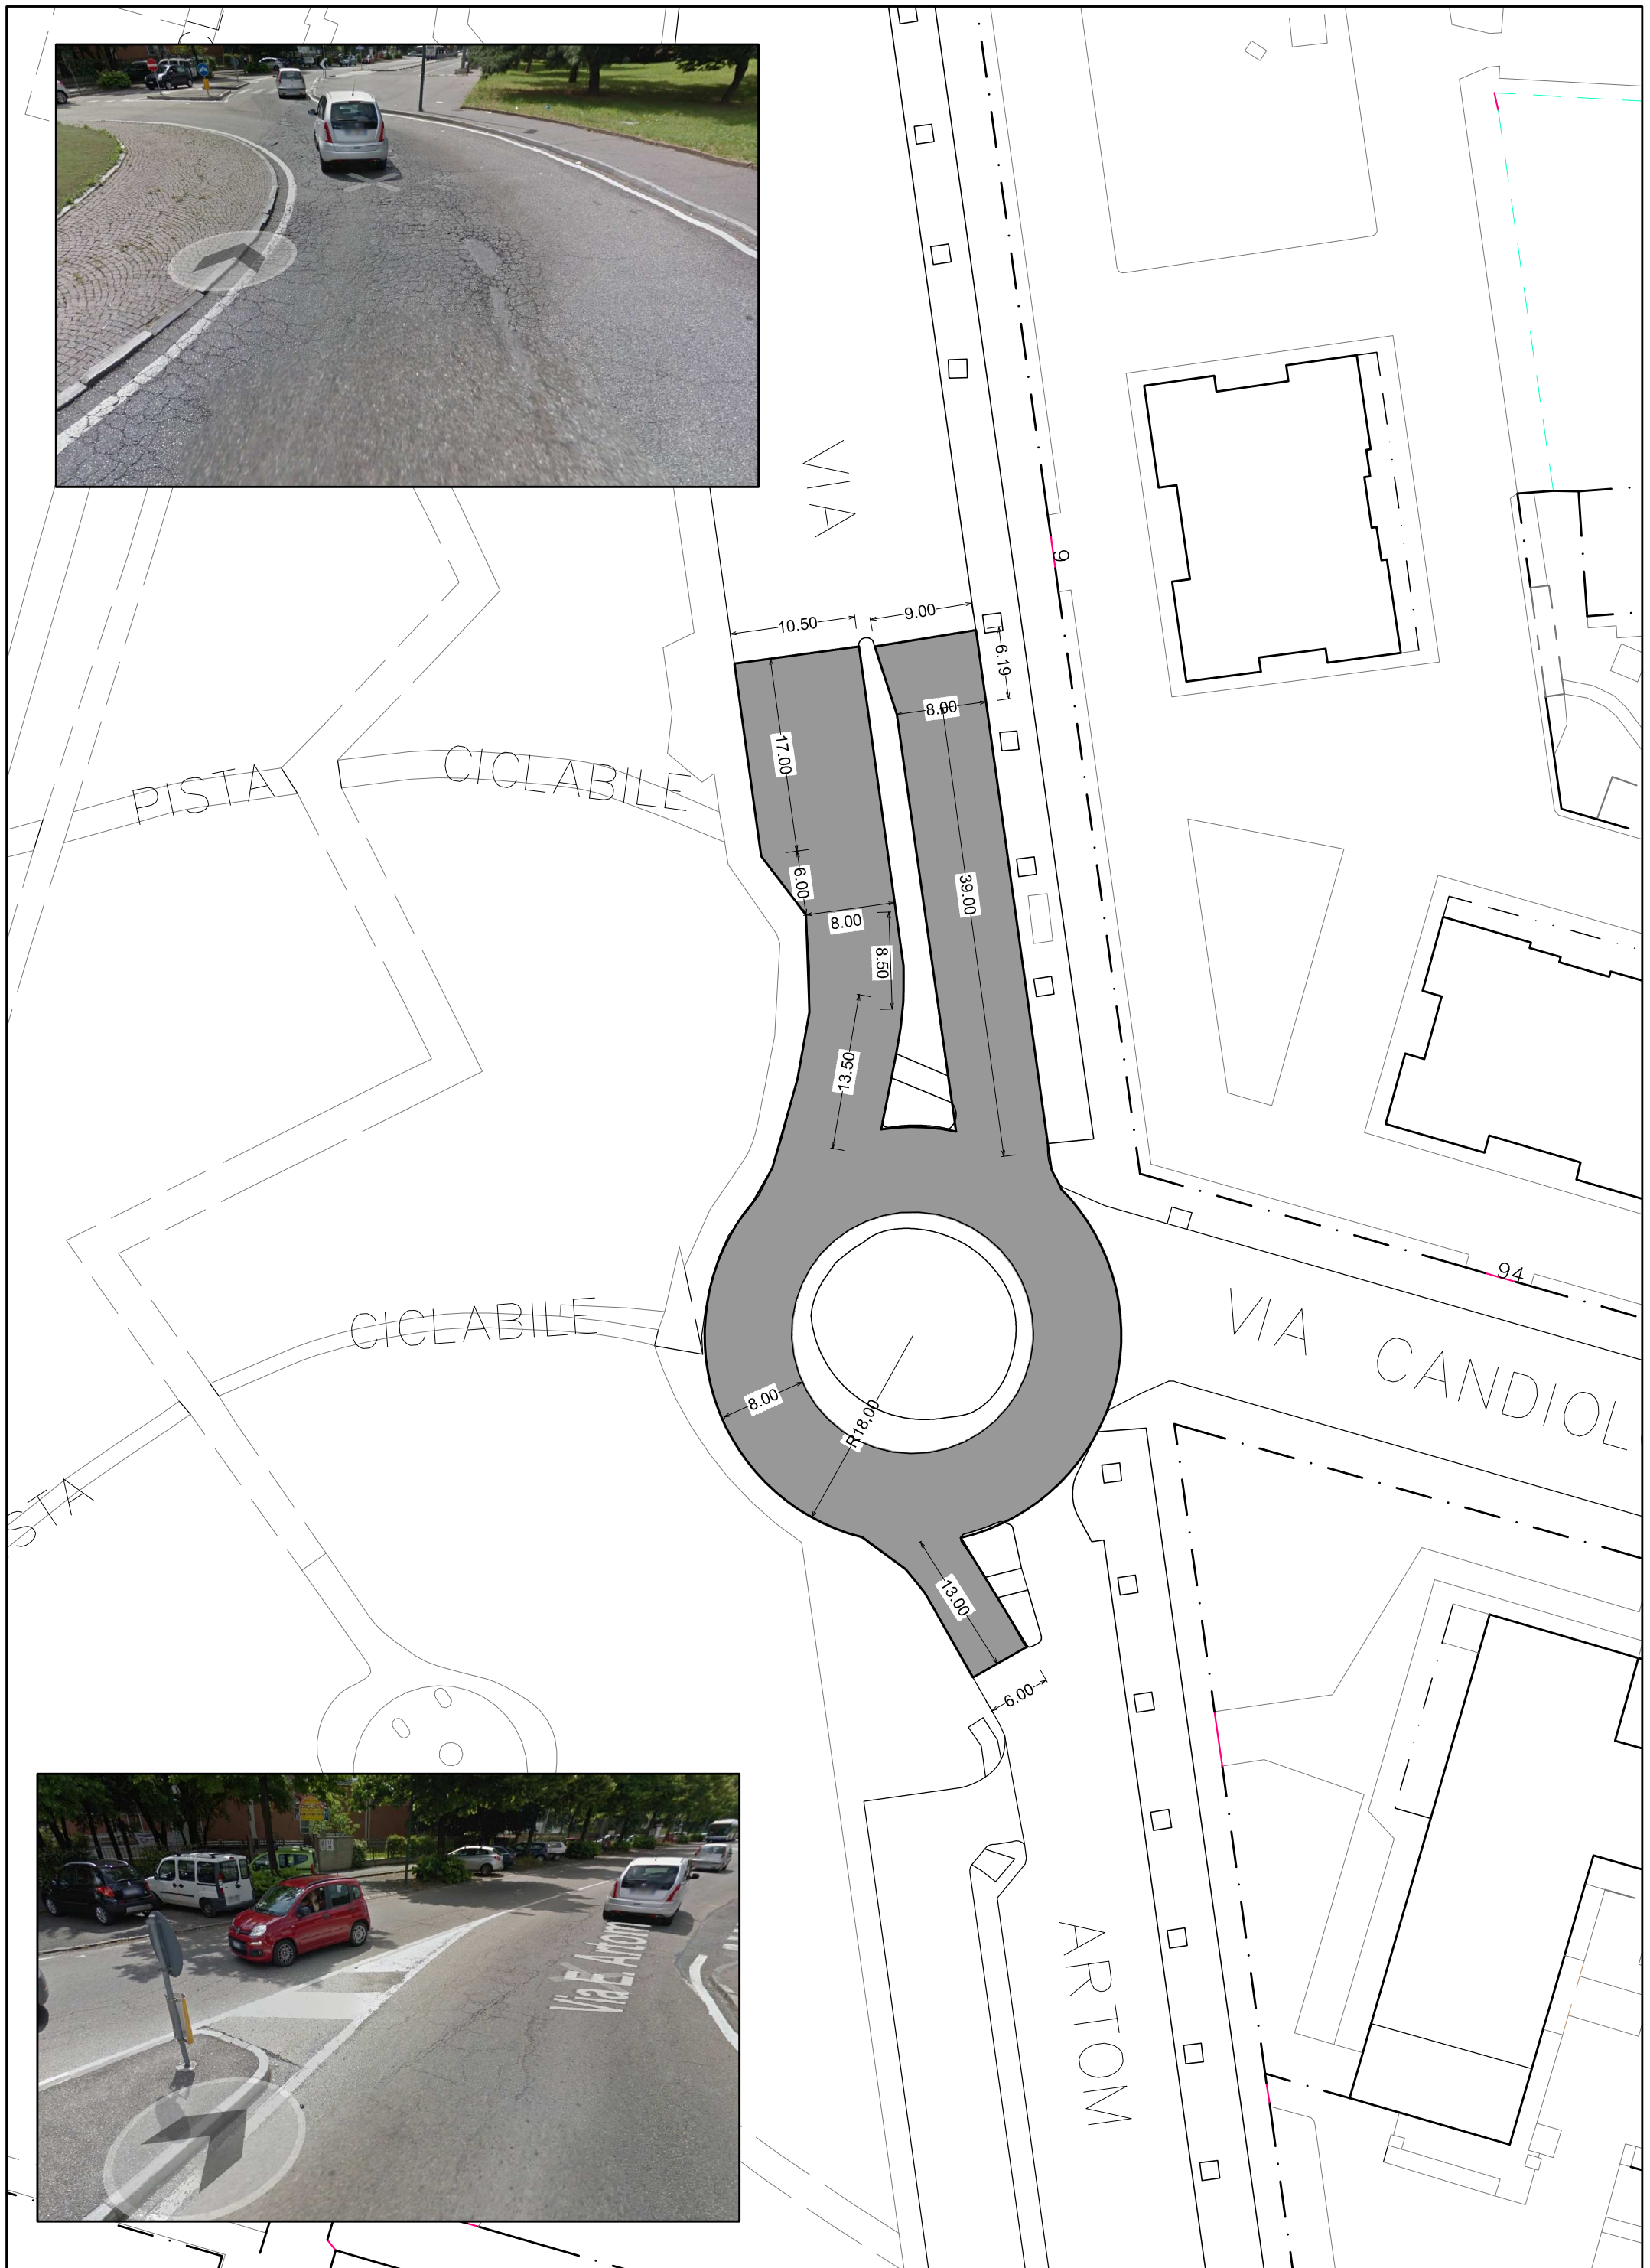 VIA
9
10.50
9.00
6.19
8.00
17.00
PISTA
CICLABILE
6.00
39.00
8.00
8.50
13.50
94
CICLABILE
VIA CANDIOL
8.00
R18,00
STA
13.00
6.00
ARTOM
Via E. Artom